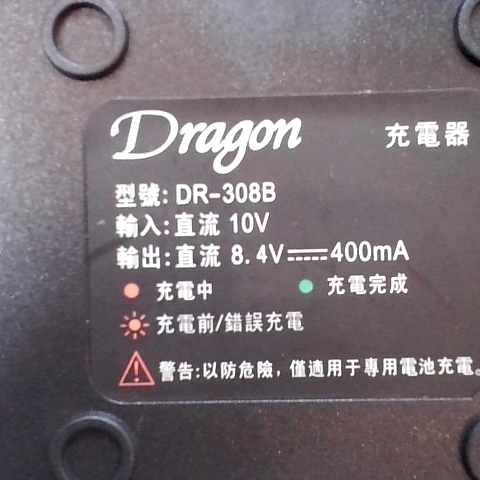 Dragon 充電器
型號: DR-308B
輸入: 直流 10V
輸出: 直流 8.4V 400mA
充電中 充電完成
充電前/錯誤充電
警告:以防危險，僅適用于專用電池充電。